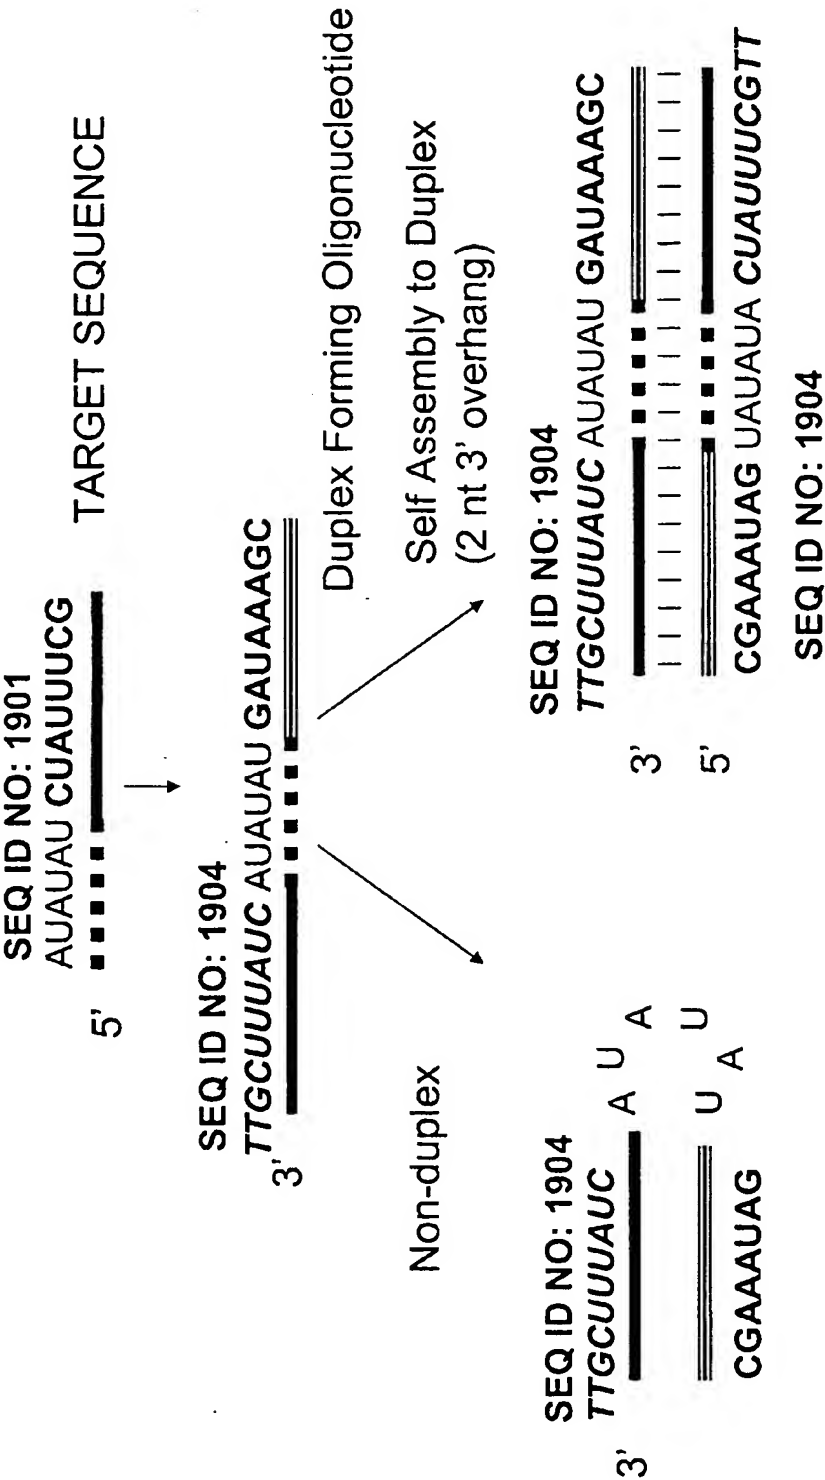 SEQ ID NO: 1901
AUAUAU CUAUUUCG
5' TARGET SEQUENCE
SEQ ID NO: 1904
TTGCUUUAUC AUAUAU GAUAAAGC
3'
Duplex Forming Oligonucleotide
Non-duplex
Self Assembly to Duplex
(2 nt 3' overhang)
SEQ ID NO: 1904
TTGCUUUAUC
3'
A U A U A U
CGAAAUAG
SEQ ID NO: 1904
TTGCUUUAUC AUAUAU GAUAAAGC
3'
5'
CGAAAUAG UAUAUA CUAUUUCGTT
SEQ ID NO: 1904